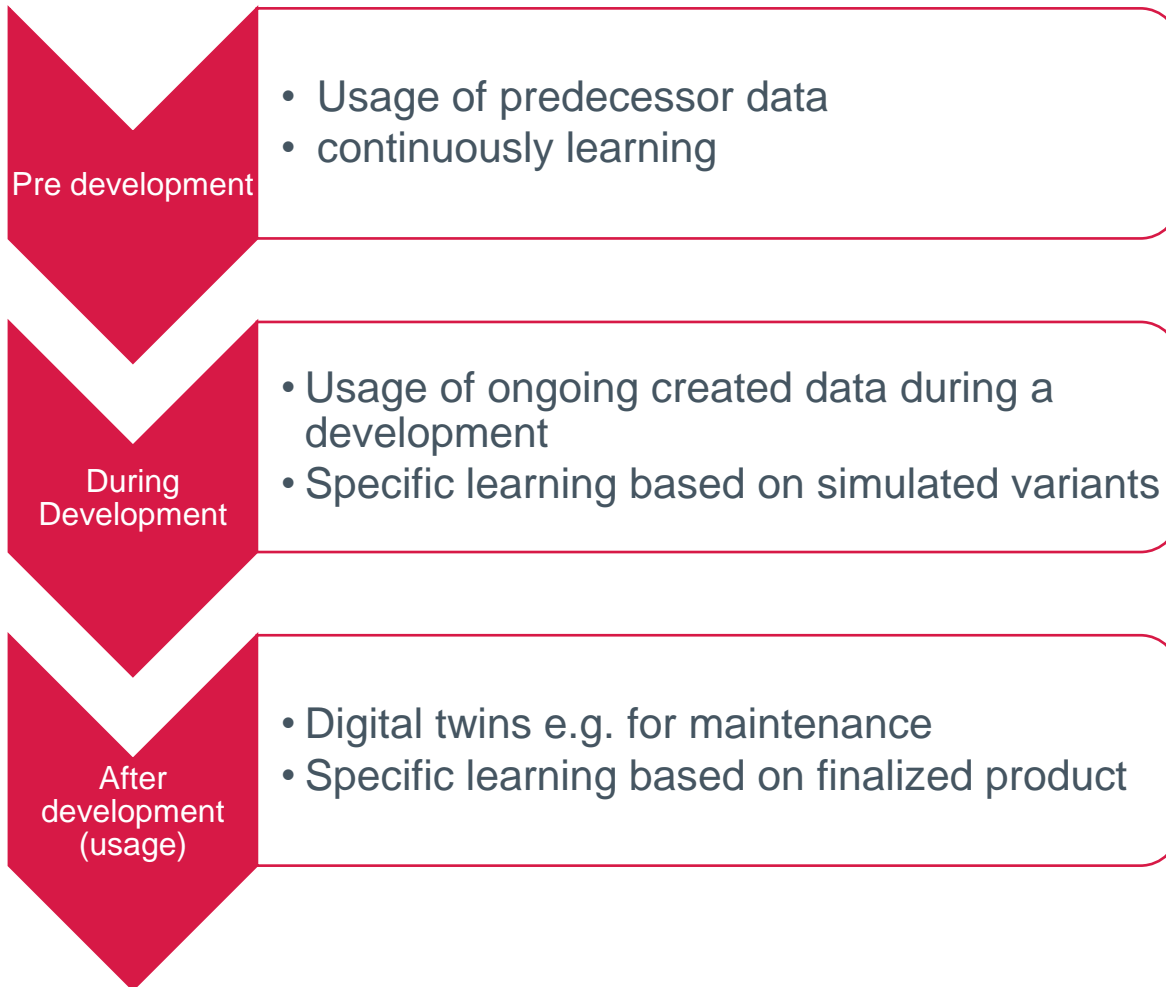 Pre development
• Usage of predecessor data
• continuously learning
During
Development
• Usage of ongoing created data during a
development
• Specific learning based on simulated variants
After
development
(usage)
• Digital twins e.g. for maintenance
• Specific learning based on finalized product